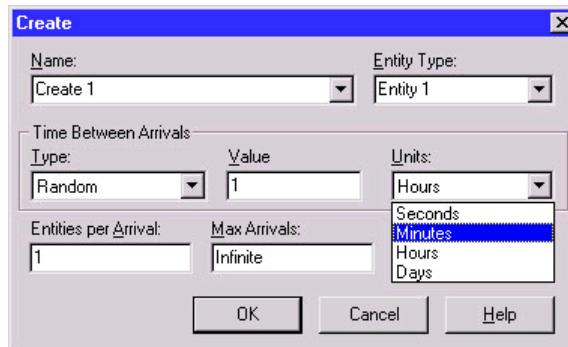 Create
Name:
Entity Type:
Create 1
Entity 1
Time Between Arrivals
Type:
Value
Units:
Random
1
Hours
Seconds
Minutes
Hours
Days
Entities per Arrival:
Max Arrivals:
1
Infinite
OK
Cancel
Help